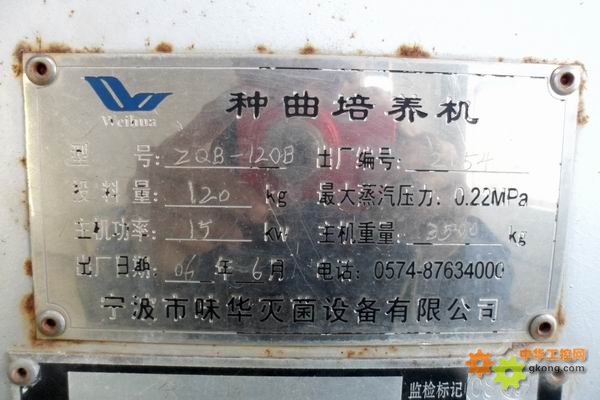 Weihua
种曲培养机
型号: ZQB-120B 出厂编号:
投料量: 120 kg 最大蒸汽压力: 0.22MPa
主机功率: 15 KW 主机重量: 3500 kg
出厂日期 06 年 6 月 电话: 0574-87634000
宁波市味华灭菌设备有限公司
监检标记
中华工控网
gkong.com